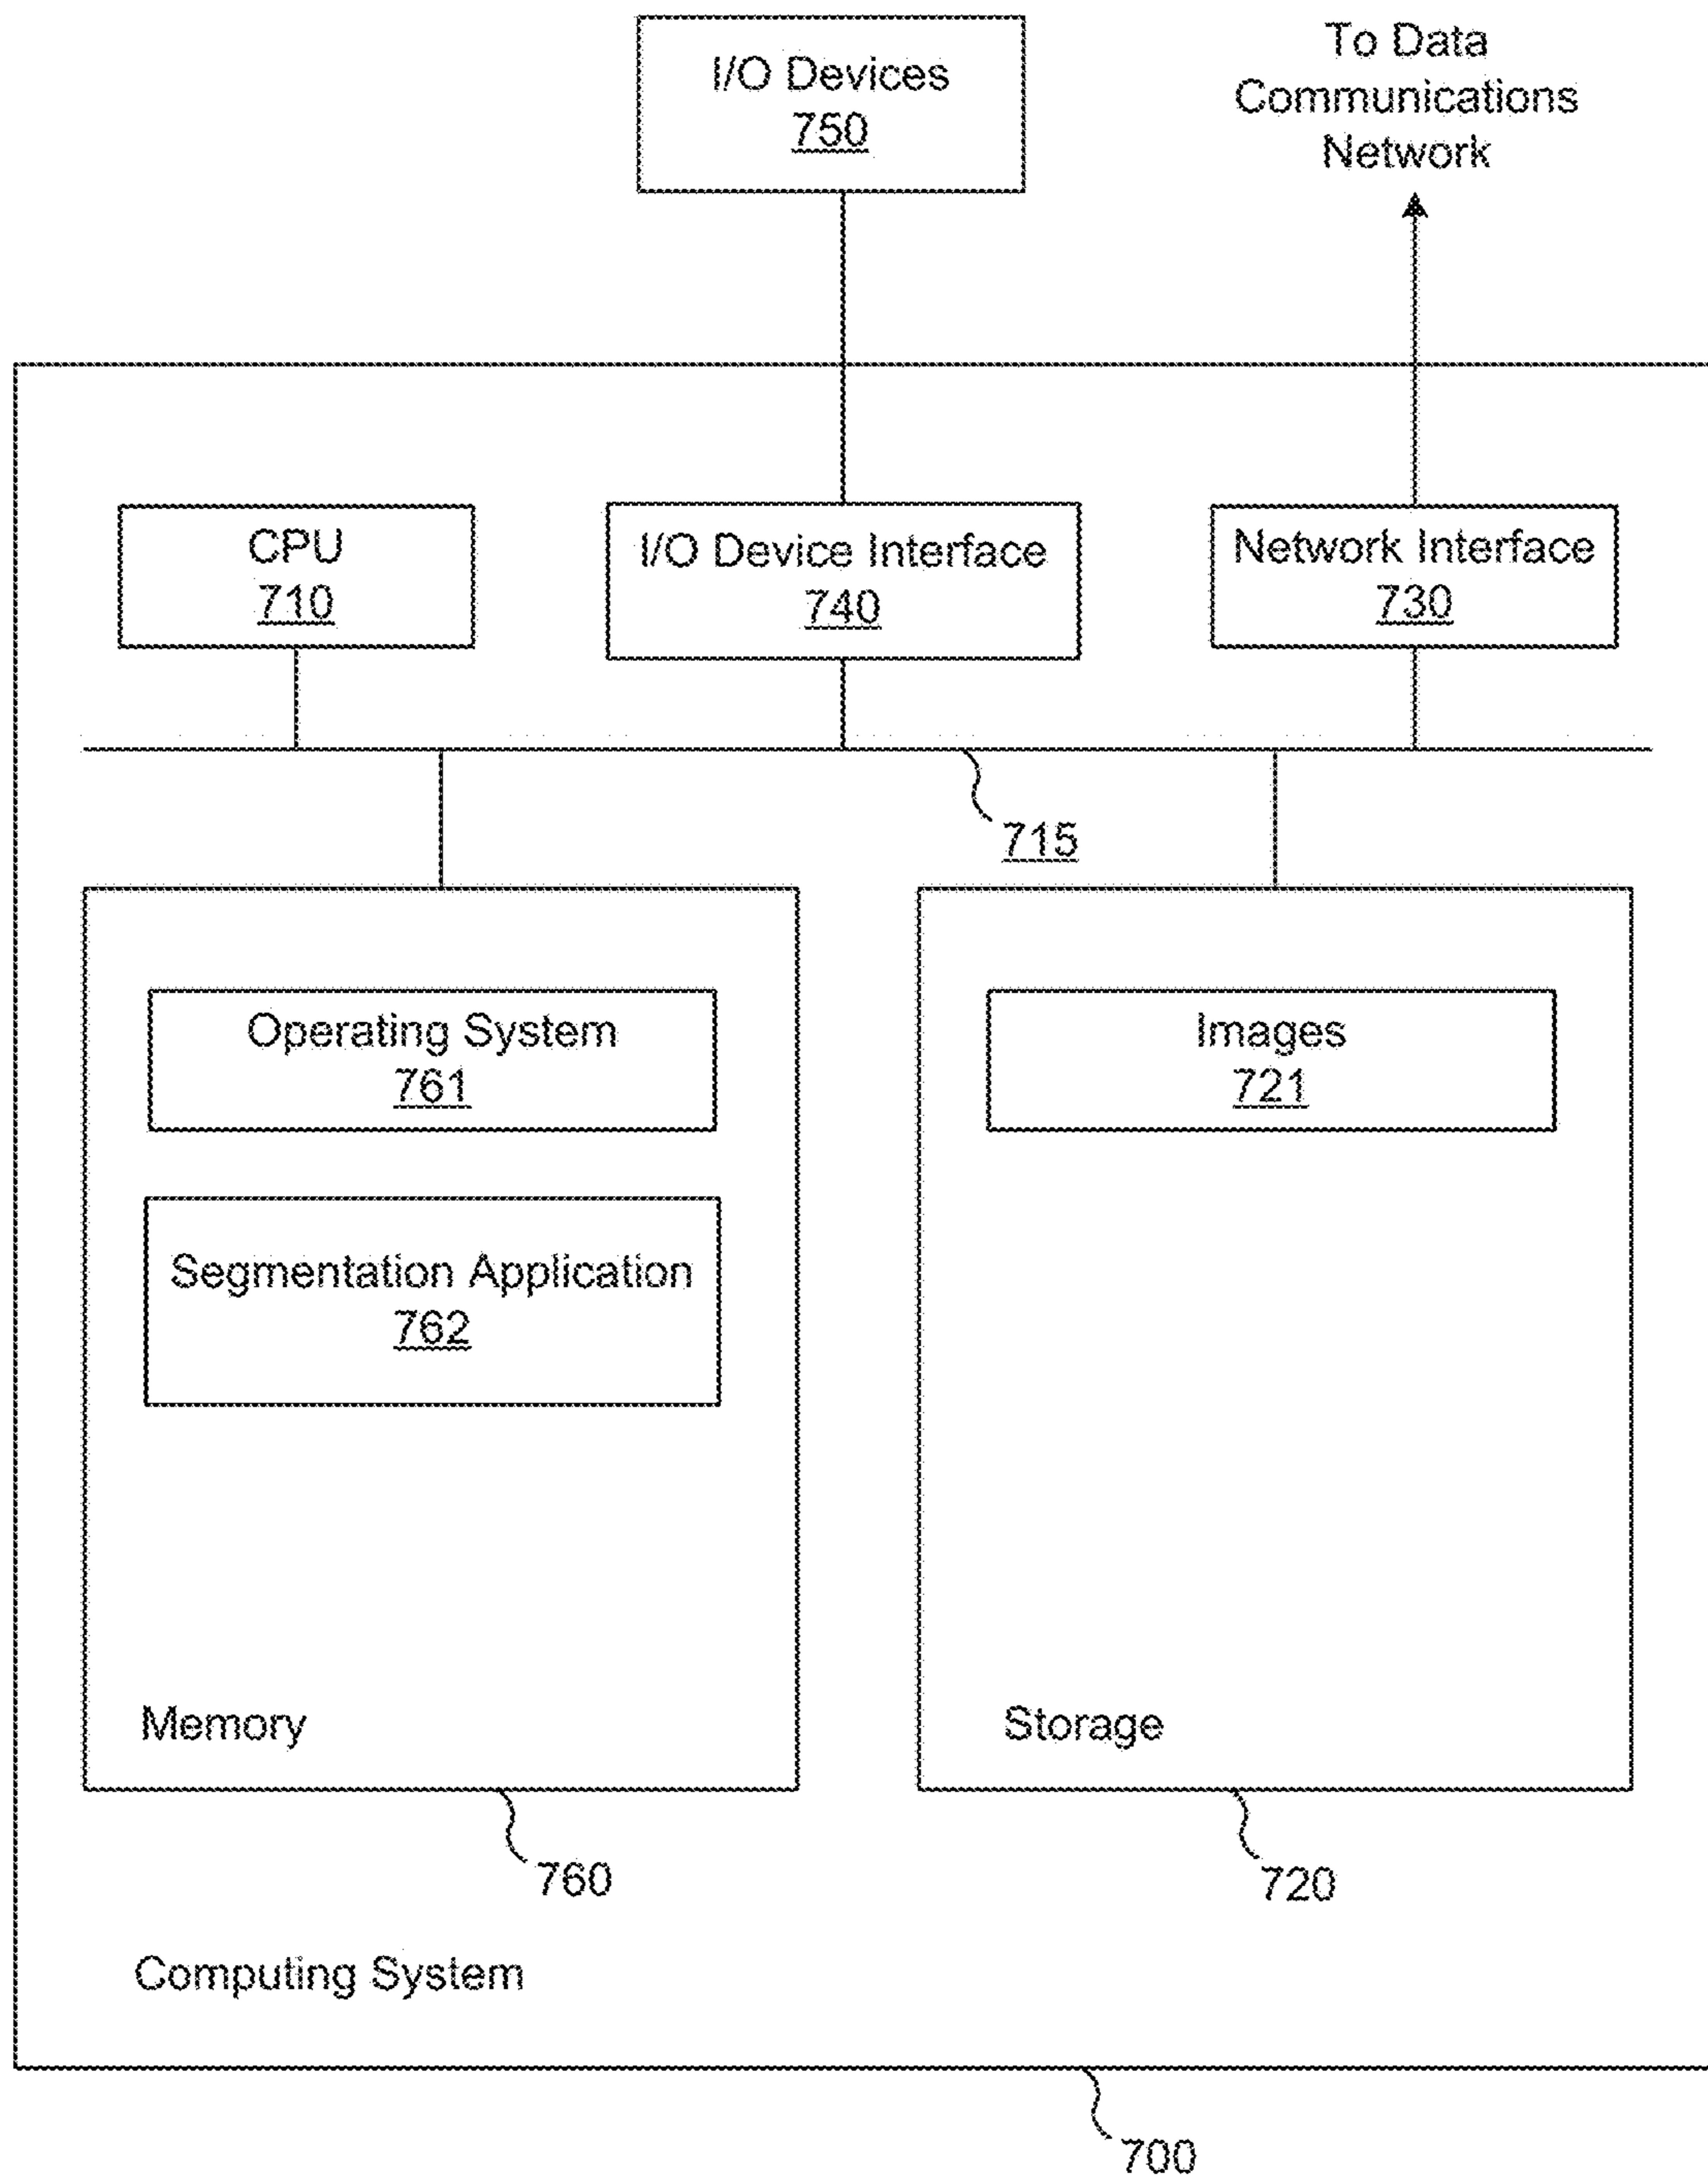 I/O Devices
750
To Data
Communications
Network
CPU
710
I/O Device Interface
740
Network Interface
730
715
Operating System
761
Images
721
Segmentation Application
762
Memory
Storage
760
720
Computing System
700